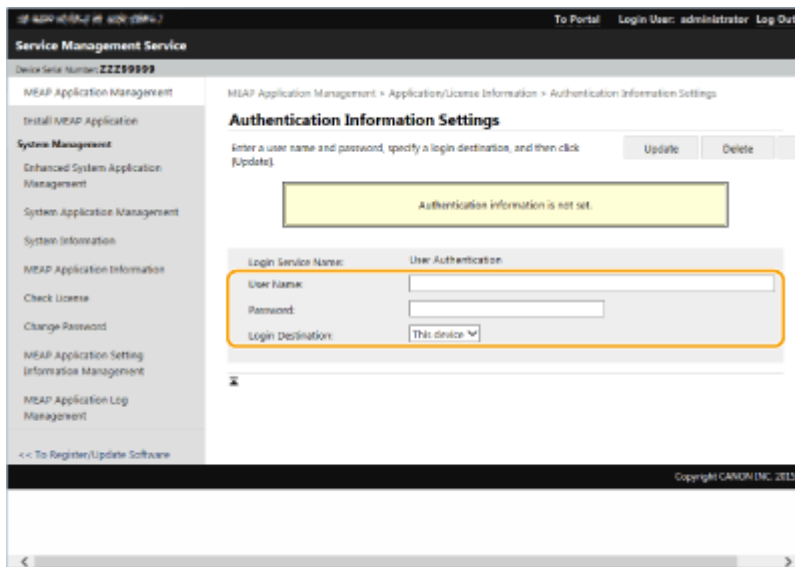 To Portal Login User: administrator Log Out
Service Management Service
Device Serial Number: ZZZ99999
MEAP Application Management
MEAP Application Management > Application/License Information > Authentication Information Settings
Install MEAP Application
Authentication Information Settings
System Management
Enter a user name and password, specify a login destination, and then click
[Update].
Update Delete
Enhanced System Application
Management
System Application Management
Authentication information is not set.
System Information
MEAP Application Information
Login Service Name: User Authentication
User Name:
Check License
Password:
Change Password
Login Destination: This device
MEAP Application Setting
Information Management
MEAP Application Log
Management
<< To Register/Update Software
Copyright CANON INC. 2015